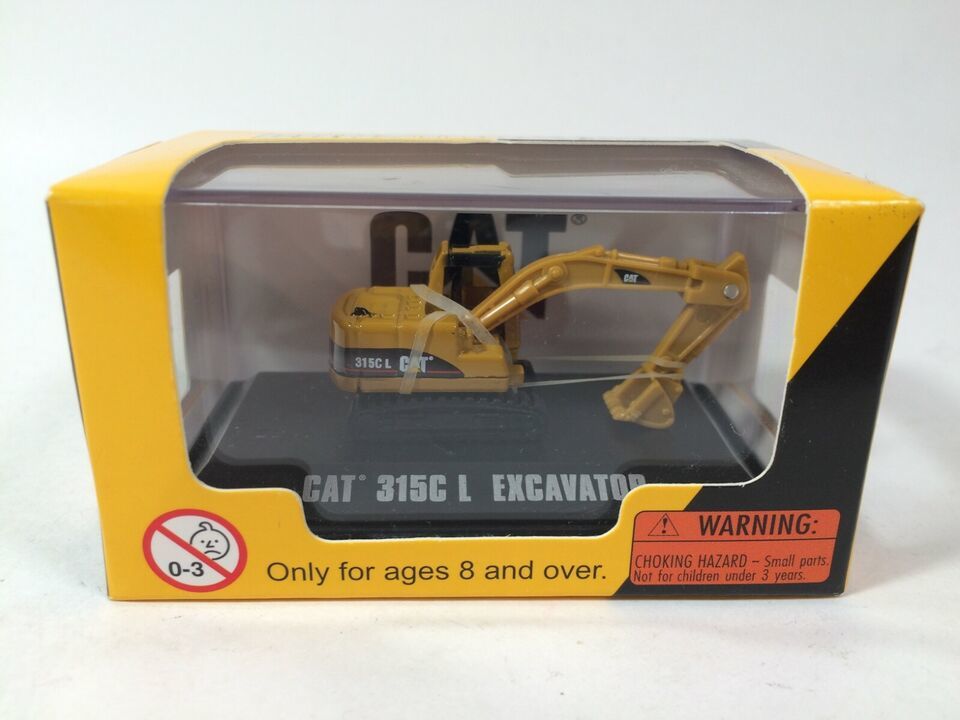 CAT®
CAT
315C L CAT®
CAT® 315C L EXCAVATOR
0-3
Only for ages 8 and over.
WARNING:
CHOKING HAZARD – Small parts.
Not for children under 3 years.